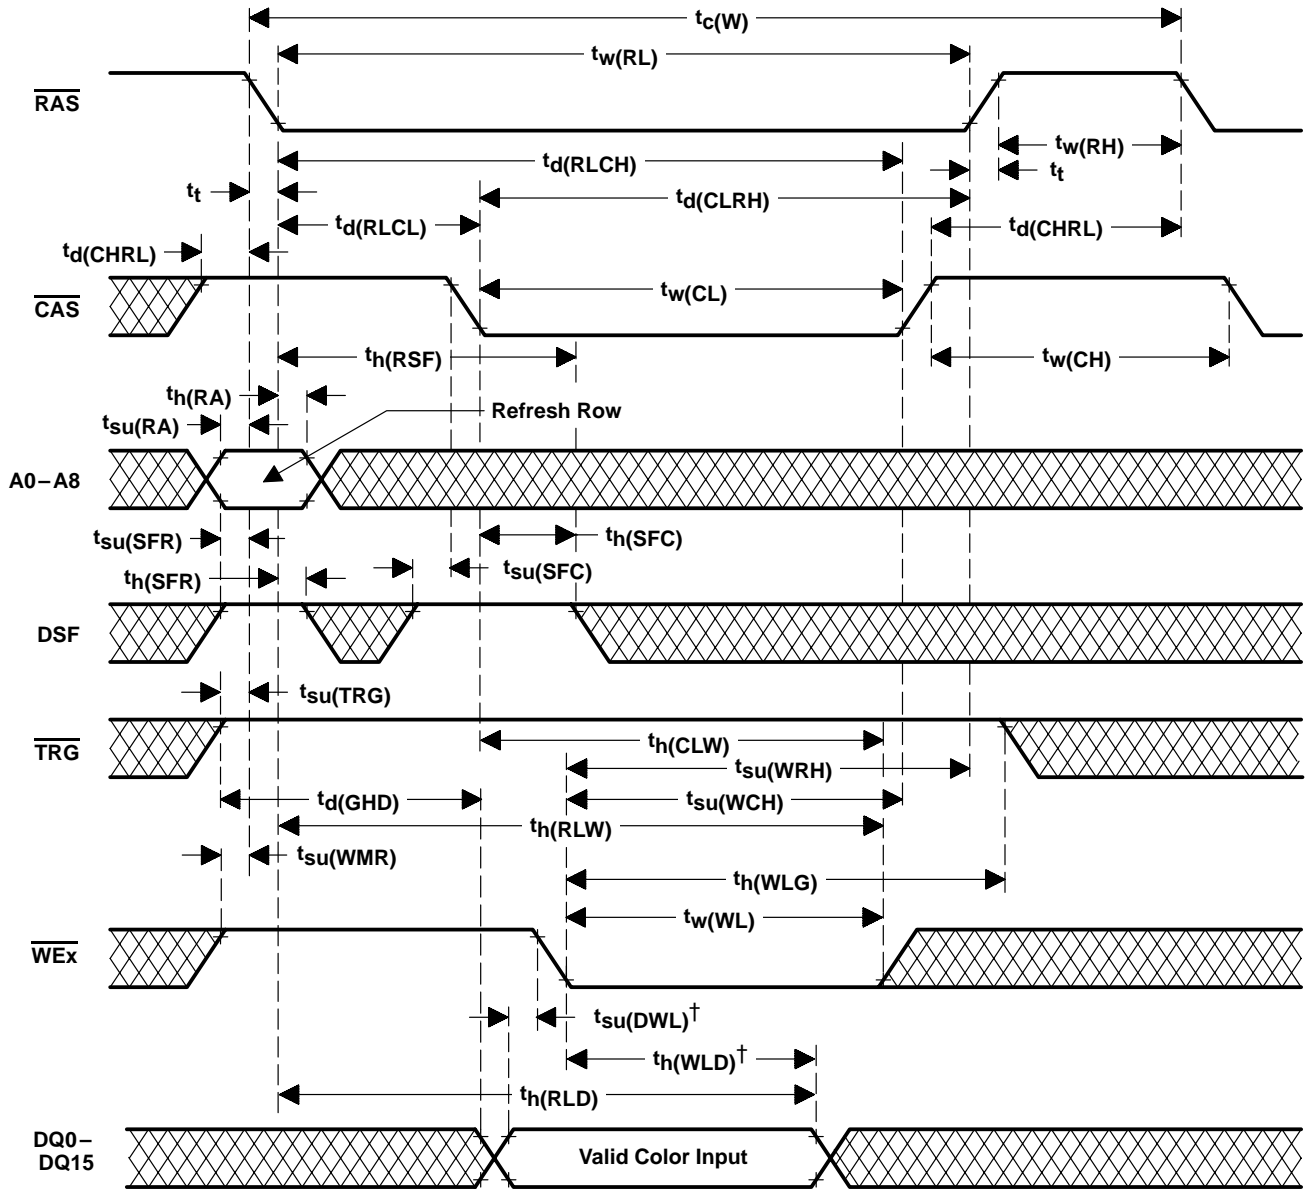 tc(W)
tw(RL)
RAS
tw(RH)
td(RLCH)
tt
tt
td(CLRH)
td(RLCL)
td(CHRL)
td(CHRL)
CAS
tw(CL)
th(RSF)
tw(CH)
th(RA)
Refresh Row
tsu(RA)
A0–A8
tsu(SFR)
th(SFC)
tsu(SFC)
th(SFR)
DSF
tsu(TRG)
TRG
th(CLW)
tsu(WRH)
td(GHD)
tsu(WCH)
th(RLW)
tsu(WMR)
th(WLG)
tw(WL)
WEx
tsu(DWL)†
th(WLD)†
th(RLD)
DQ0–
DQ15
Valid Color Input